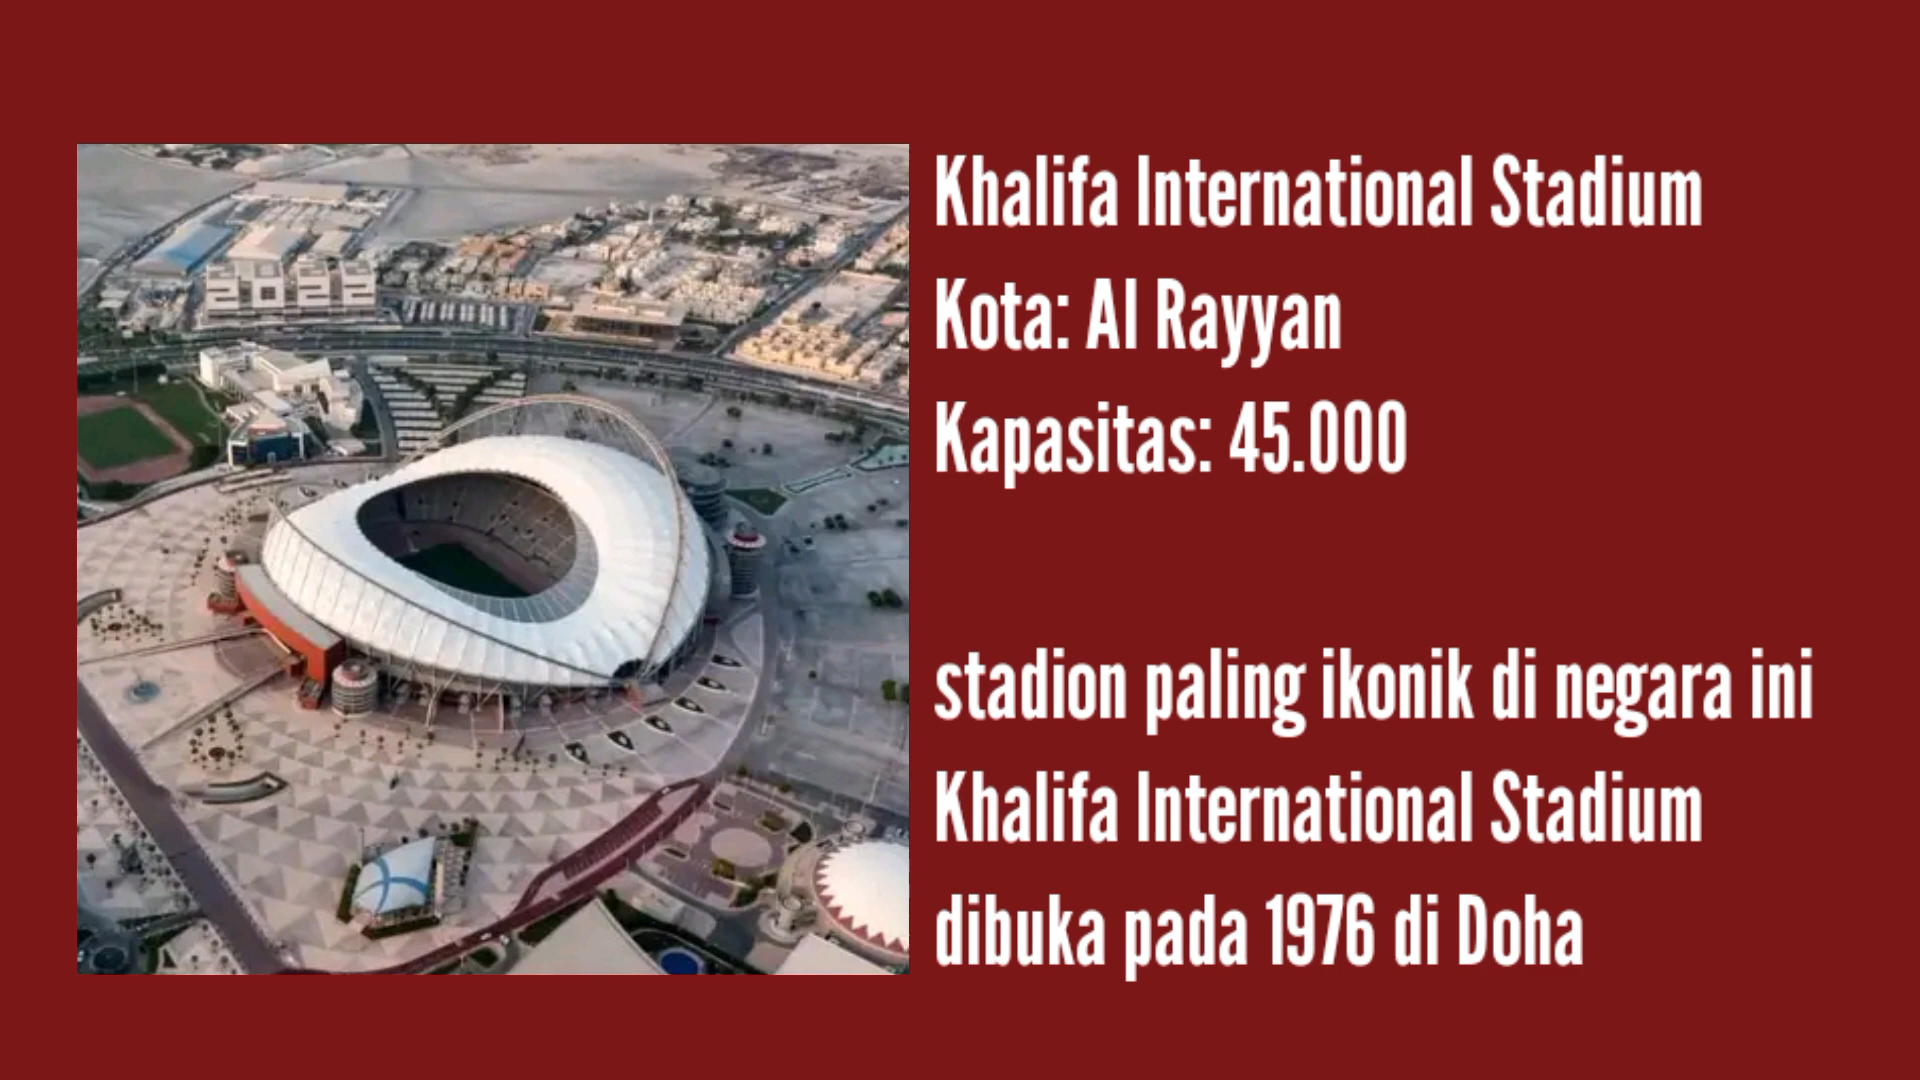 2022
Khalifa International Stadium
Kota: Al Rayyan
Kapasitas: 45.000
stadion paling ikonik di negara ini
Khalifa International Stadium
dibuka pada 1976 di Doha